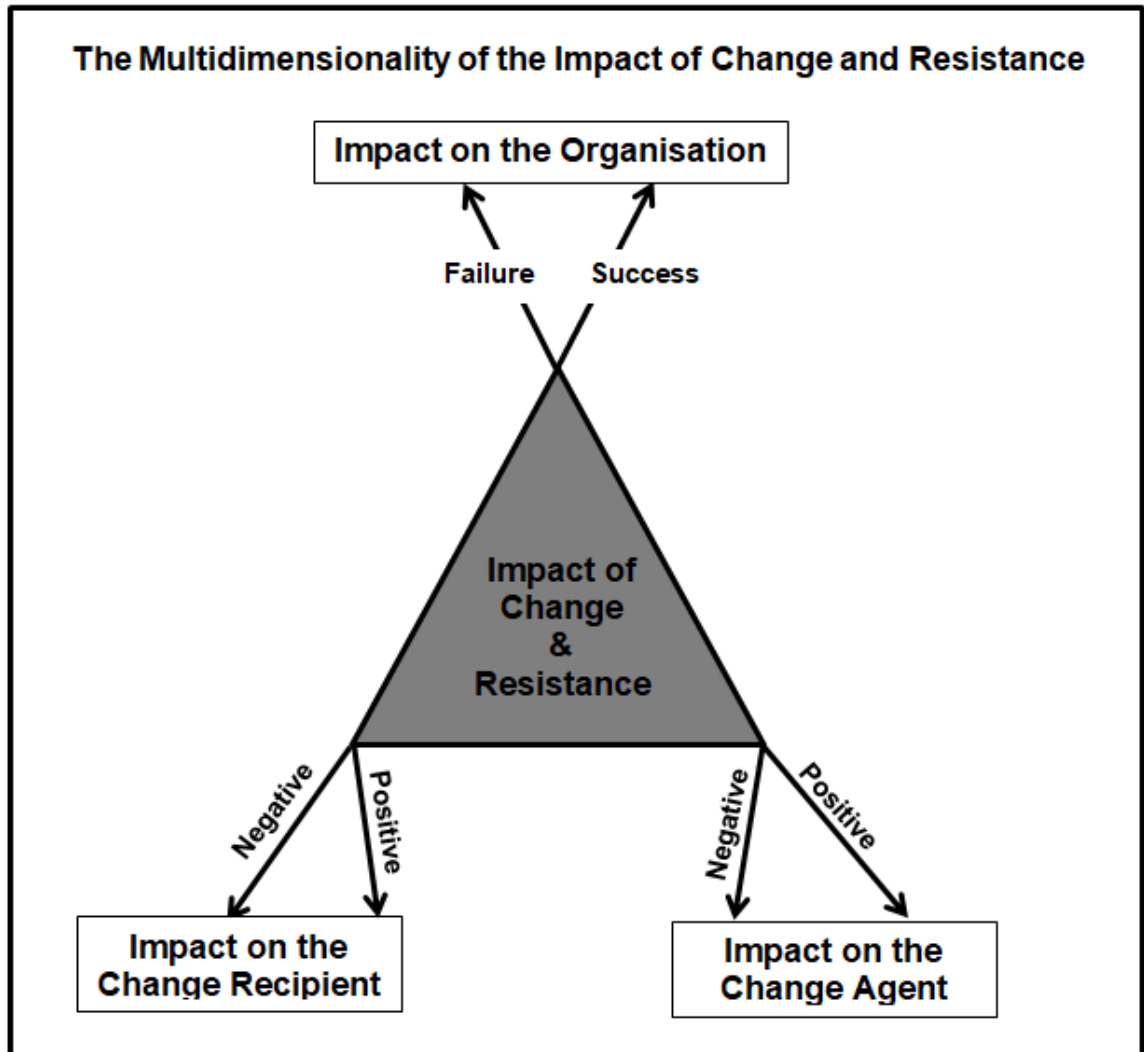 The Multidimensionality of the Impact of Change and Resistance
Impact on the Organisation
Failure
Success
Impact of
Change
&
Resistance
Negative
Positive
Negative
Positive
Impact on the
Change Recipient
Impact on the
Change Agent